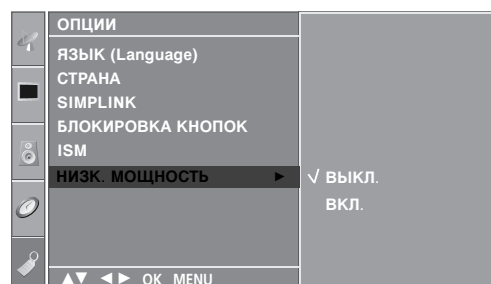 ОПЦИИ
ЯЗЫК (Language)
СТРАНА
SIMPLINK
БЛОКИРОВКА КНОПОК
ISM
НИЗК. МОЩНОСТЬ ► √ ВЫКЛ.
ВКЛ.
▲▼ ◄► OK MENU